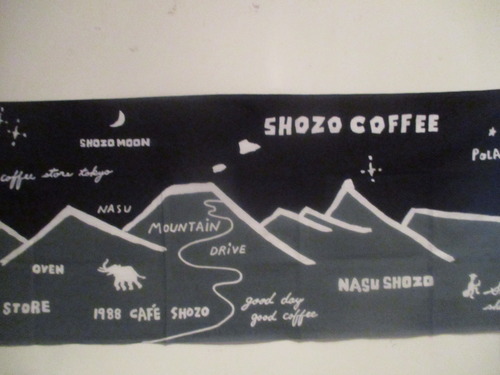 SHOZO COFFEE
SHOZO MOON
coffee store tokyo
NASU
MOUNTAIN
DRIVE
OVEN
STORE
1988 CAFÉ SHOZO
good day
good coffee
NASU SHOZO
POLA